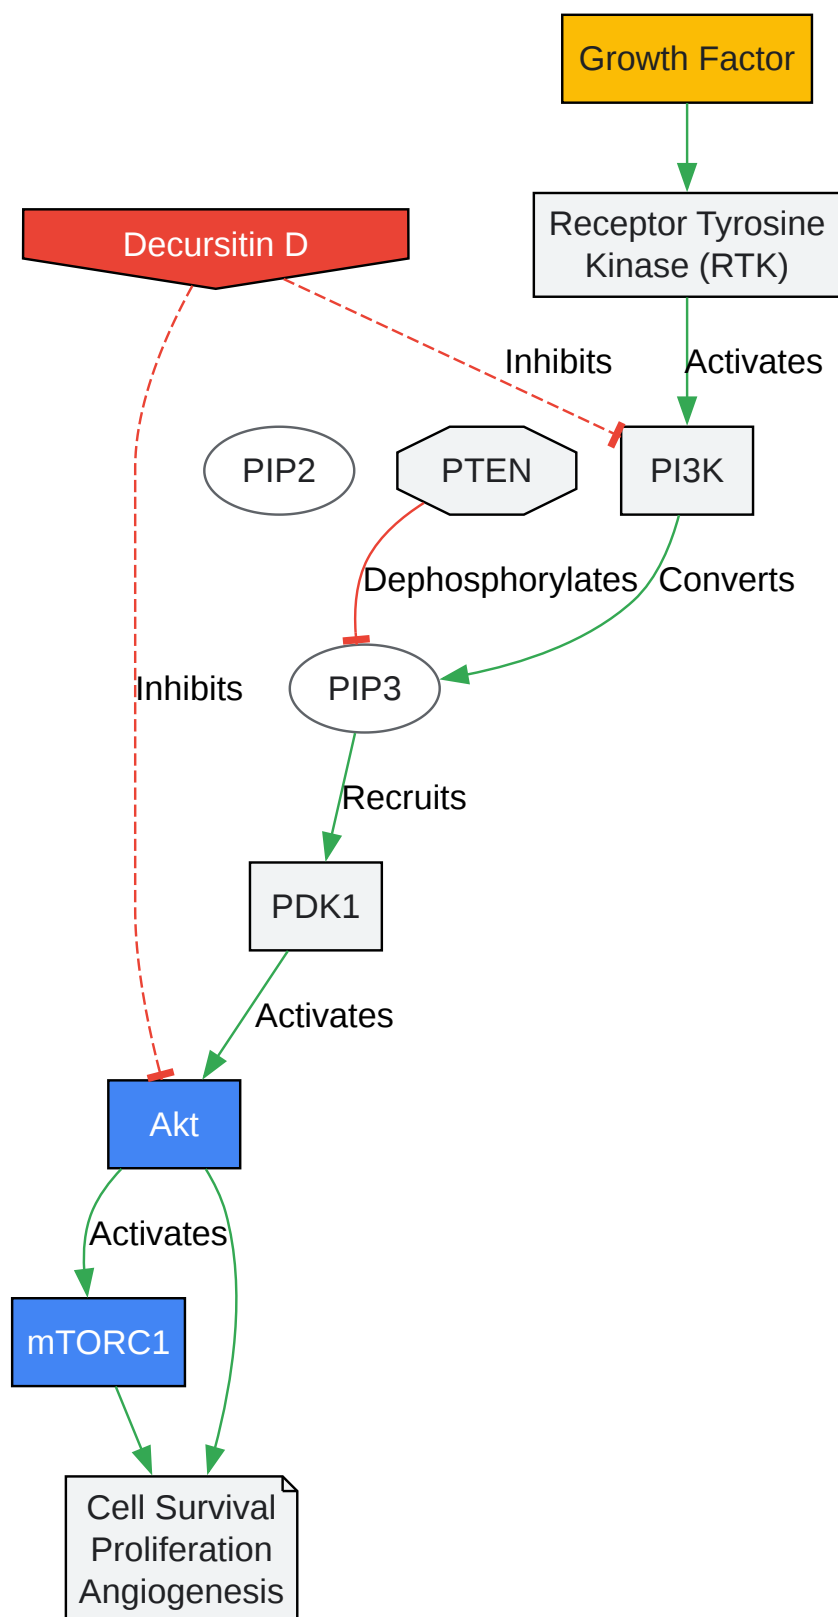 Growth Factor
Receptor Tyrosine
Kinase (RTK)
Decursitin D
Inhibits
Activates
PIP2
PTEN
PI3K
Dephosphorylates
Converts
Inhibits
PIP3
Recruits
PDK1
Activates
Akt
Activates
mTORC1
Cell Survival
Proliferation
Angiogenesis